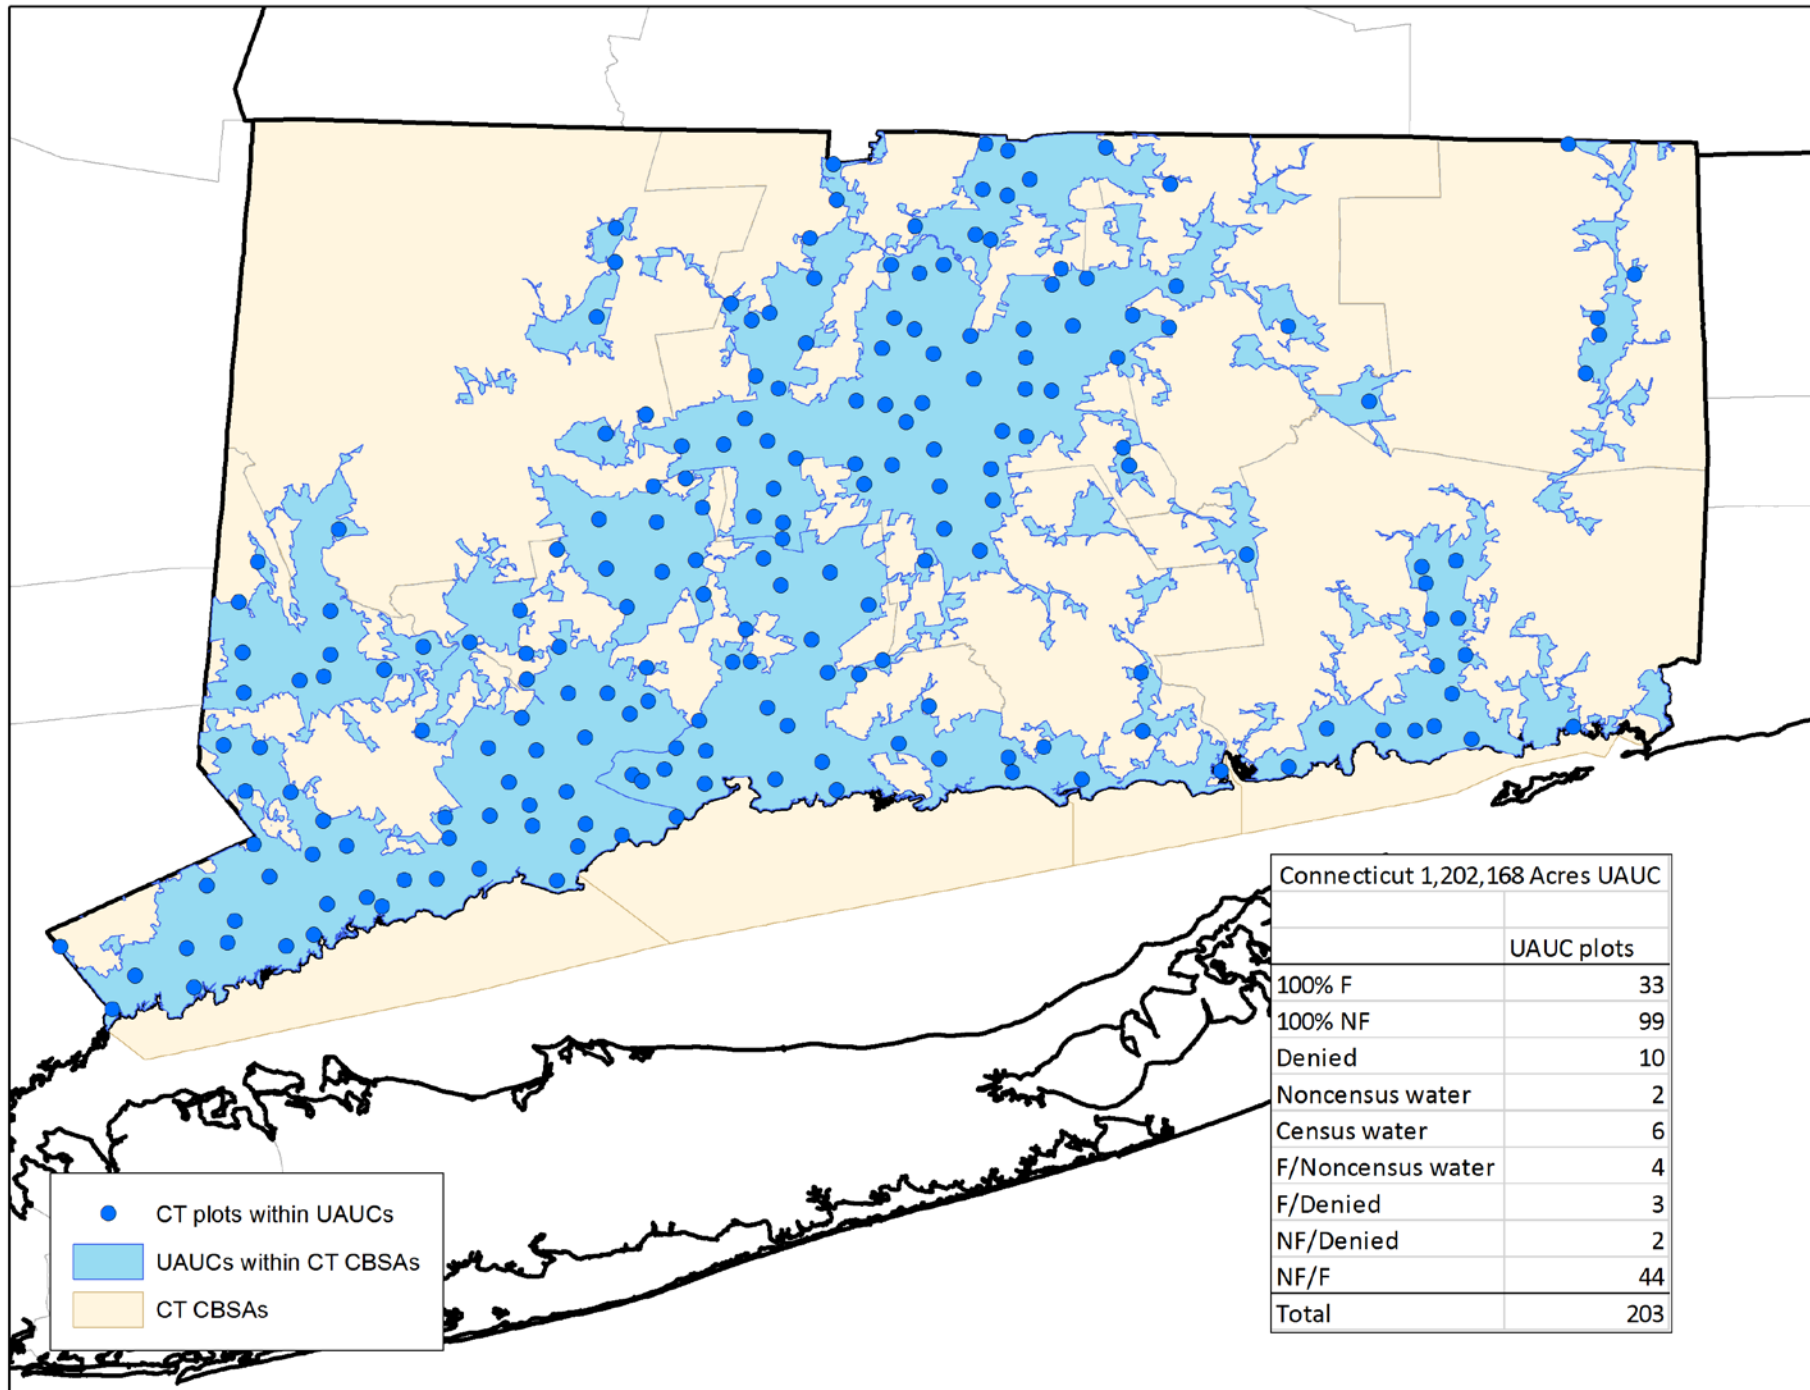 Connecticut 1,202,168 Acres UAUC
UAUC plots
100% F 33
100% NF 99
Denied 10
Noncensus water 2
Census water 6
F/Noncensus water 4
F/Denied 3
NF/Denied 2
NF/F 44
Total 203
CT plots within UAUCs
UAUCs within CT CBSAs
CT CBSAs